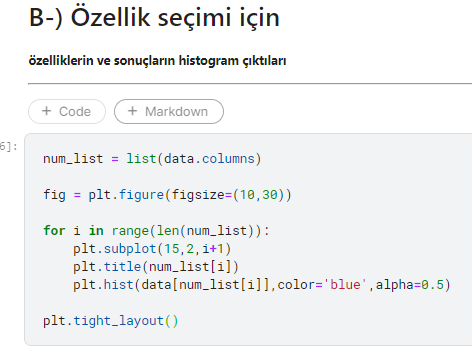 B-) Özellik seçimi için
özelliklerin ve sonuçların histogram çıktıları
+ Code + Markdown
6]:
num_list = list(data.columns)
fig = plt.figure(figsize=(10,30))
for i in range(len(num_list)):
    plt.subplot(15,2,i+1)
    plt.title(num_list[i])
    plt.hist(data[num_list[i]],color='blue',alpha=0.5)
plt.tight_layout()